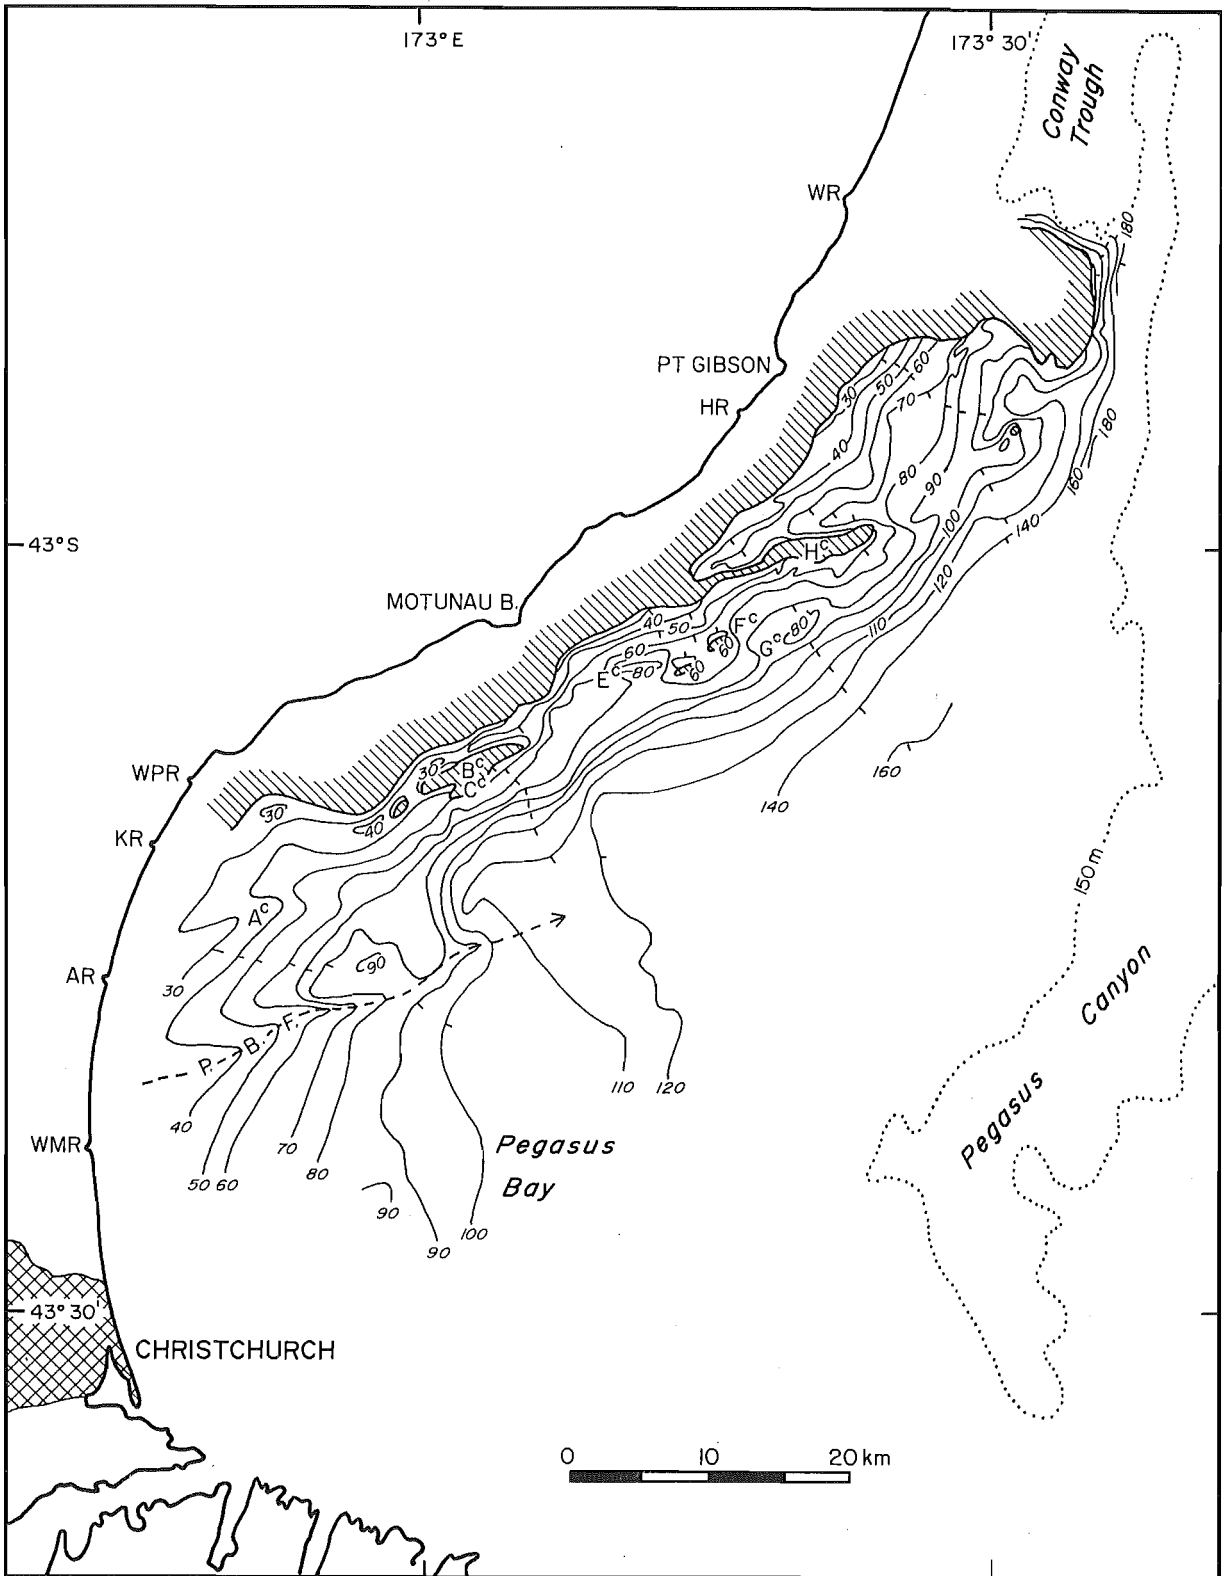 173° E
173° 30'
Conway
Trough
WR
180
PT GIBSON
HR
30
50
60
70
40
80
90
180
160
100
140
43° S
H^c
120
MOTUNAU B.
40
50
F^c
60
80
G^c
110
60
E^c
80
60
160
WPR
30
B^c
C^d
140
30
40
KR
150m
A^c
AR
30
90
Canyon
P. B. F.
40
110
120
Pegasus
WMR
70
80
50
60
Pegasus
Bay
90
100
90
43° 30'
CHRISTCHURCH
0 10 20 km